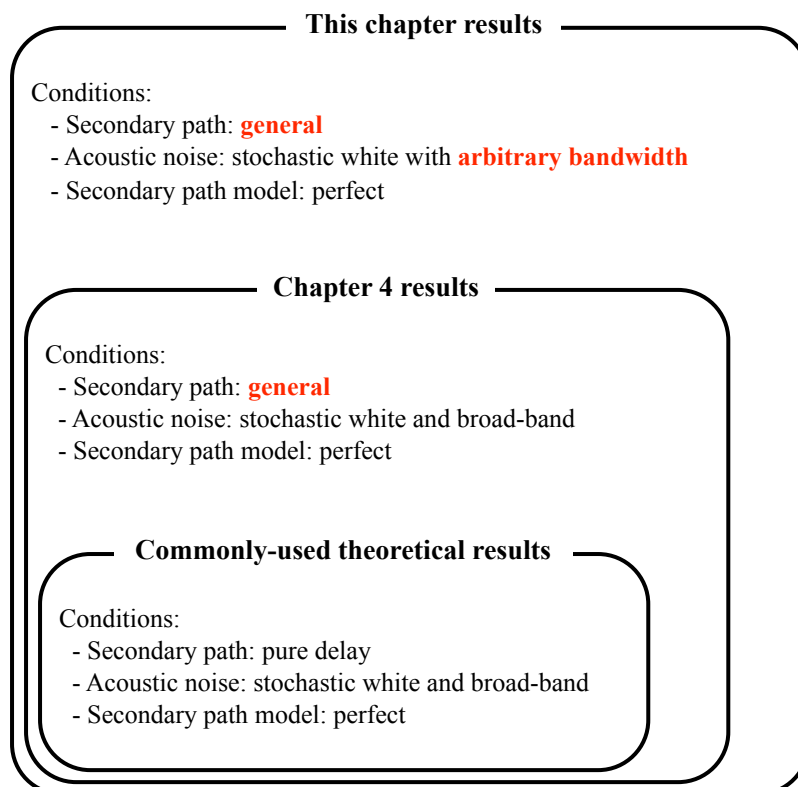 This chapter results
Conditions:
- Secondary path: general
- Acoustic noise: stochastic white with arbitrary bandwidth
- Secondary path model: perfect
Chapter 4 results
Conditions:
- Secondary path: general
- Acoustic noise: stochastic white and broad-band
- Secondary path model: perfect
Commonly-used theoretical results
Conditions:
- Secondary path: pure delay
- Acoustic noise: stochastic white and broad-band
- Secondary path model: perfect